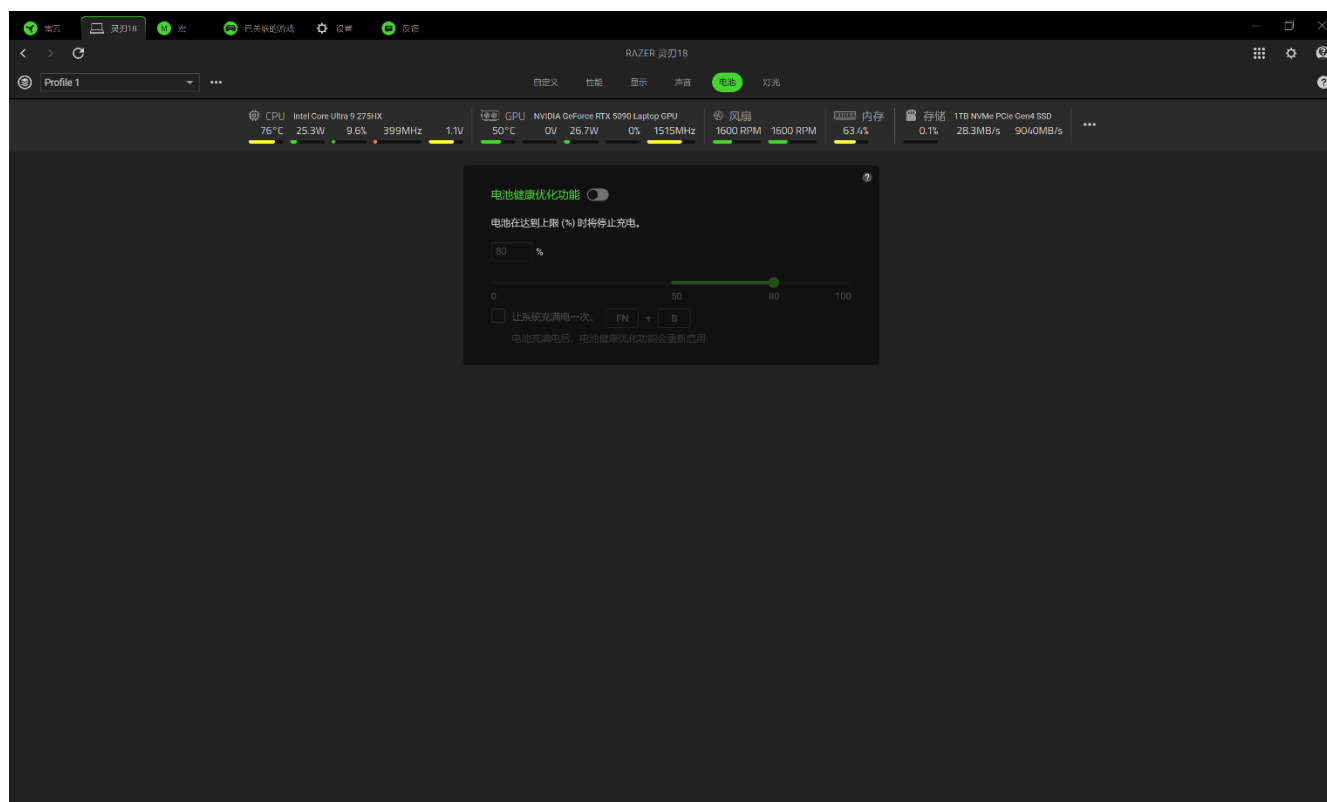 雷云 灵刃18 M 宏 已关联的游戏 设置 反馈
RAZER 灵刃18
Profile 1 自定义 性能 显示 声音 电池 灯光
CPU Intel Core Ultra 9 275HX GPU NVIDIA GeForce RTX 5090 Laptop GPU 风扇 内存 存储 1TB NVMe PCIe Gen4 SSD
76°C 25.3W 9.6% 399MHz 1.1V 50°C 0V 26.7W 0% 1515MHz 1600 RPM 1600 RPM 63.4% 0.1% 28.3MB/s 9040MB/s
电池健康优化功能
电池在达到上限 (%) 时将停止充电。
80 %
0 50 80 100
让系统充满电一次。 FN + B
电池充满电后，电池健康优化功能会重新启用